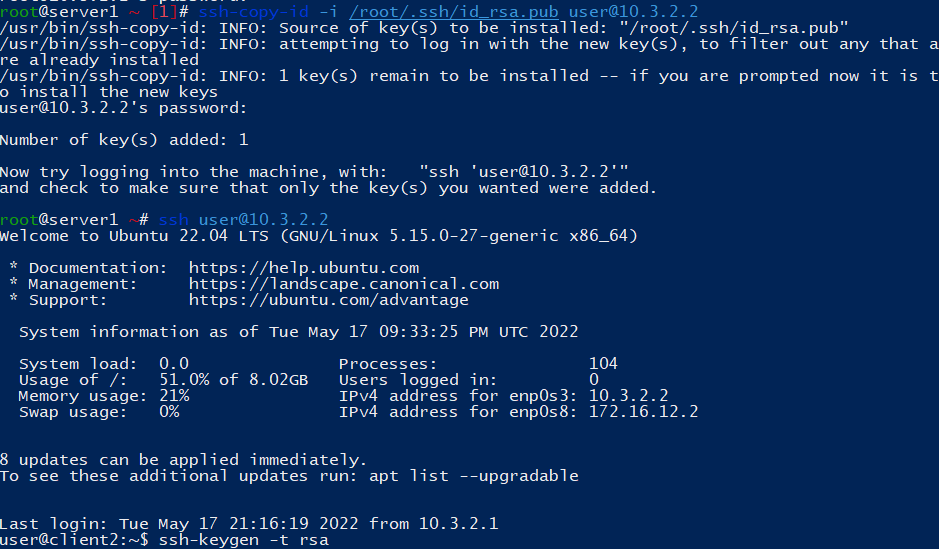 root@server1 ~ [1]# ssh-copy-id -i /root/.ssh/id_rsa.pub user@10.3.2.2
/usr/bin/ssh-copy-id: INFO: Source of key(s) to be installed: "/root/.ssh/id_rsa.pub"
/usr/bin/ssh-copy-id: INFO: attempting to log in with the new key(s), to filter out any that a
re already installed
/usr/bin/ssh-copy-id: INFO: 1 key(s) remain to be installed -- if you are prompted now it is t
o install the new keys
user@10.3.2.2's password:
Number of key(s) added: 1
Now try logging into the machine, with:   "ssh 'user@10.3.2.2'"
and check to make sure that only the key(s) you wanted were added.
root@server1 ~# ssh user@10.3.2.2
Welcome to Ubuntu 22.04 LTS (GNU/Linux 5.15.0-27-generic x86_64)
 * Documentation:  https://help.ubuntu.com
 * Management:     https://landscape.canonical.com
 * Support:        https://ubuntu.com/advantage
  System information as of Tue May 17 09:33:25 PM UTC 2022
  System load:  0.0               Processes:               104
  Usage of /:   51.0% of 8.02GB   Users logged in:         0
  Memory usage: 21%               IPv4 address for enp0s3: 10.3.2.2
  Swap usage:   0%                IPv4 address for enp0s8: 172.16.12.2
8 updates can be applied immediately.
To see these additional updates run: apt list --upgradable
Last login: Tue May 17 21:16:19 2022 from 10.3.2.1
user@client2:~$ ssh-keygen -t rsa